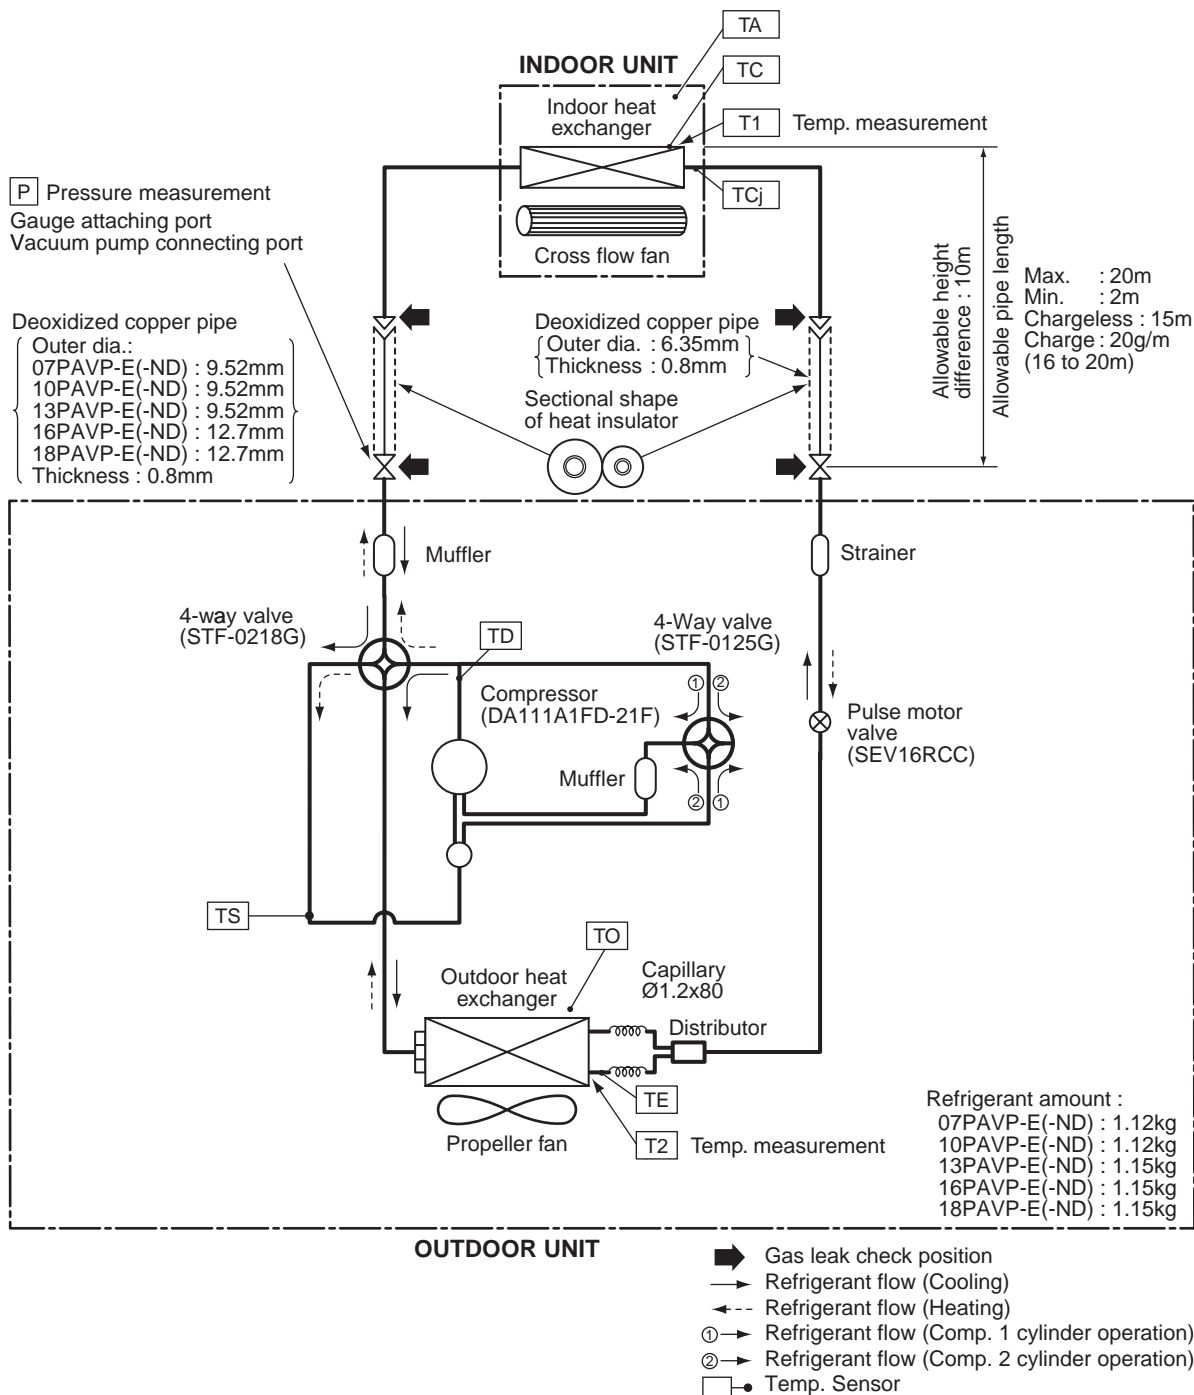 TA
INDOOR UNIT
TC
Indoor heat
exchanger
T1 Temp. measurement
P Pressure measurement
Gauge attaching port
Vacuum pump connecting port
TCj
Cross flow fan
Allowable height
difference : 10m
Allowable pipe length
Max. : 20m
Min. : 2m
Chargeless : 15m
Charge : 20g/m
(16 to 20m)
Deoxidized copper pipe
Outer dia.:
07PAVP-E(-ND) : 9.52mm
10PAVP-E(-ND) : 9.52mm
13PAVP-E(-ND) : 9.52mm
16PAVP-E(-ND) : 12.7mm
18PAVP-E(-ND) : 12.7mm
Thickness : 0.8mm
Deoxidized copper pipe
Outer dia. : 6.35mm
Thickness : 0.8mm
Sectional shape
of heat insulator
Muffler
Strainer
4-way valve
(STF-0218G)
TD
4-Way valve
(STF-0125G)
① ②
Compressor
(DA111A1FD-21F)
Pulse motor
valve
(SEV16RCC)
Muffler
② ①
TS
TO
Outdoor heat
exchanger
Capillary
Ø1.2x80
Distributor
TE
Propeller fan
T2 Temp. measurement
Refrigerant amount :
07PAVP-E(-ND) : 1.12kg
10PAVP-E(-ND) : 1.12kg
13PAVP-E(-ND) : 1.15kg
16PAVP-E(-ND) : 1.15kg
18PAVP-E(-ND) : 1.15kg
OUTDOOR UNIT
Gas leak check position
Refrigerant flow (Cooling)
Refrigerant flow (Heating)
① Refrigerant flow (Comp. 1 cylinder operation)
② Refrigerant flow (Comp. 2 cylinder operation)
Temp. Sensor